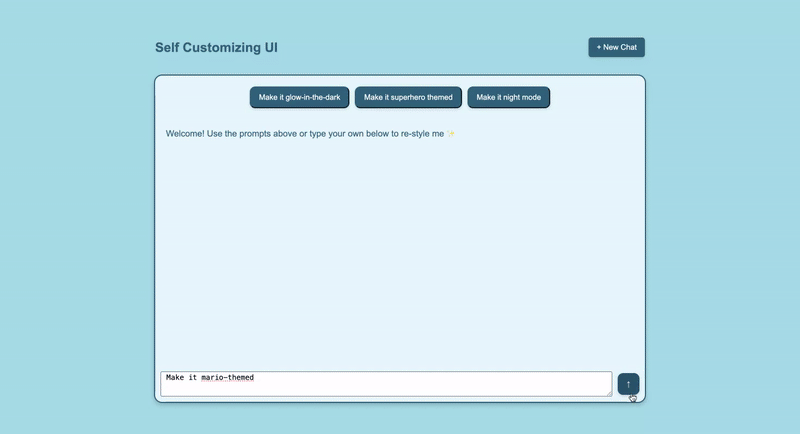 Self Customizing UI
+ New Chat
Make it glow-in-the-dark
Make it superhero themed
Make it night mode
Welcome! Use the prompts above or type your own below to re-style me
Make it mario-themed
↑